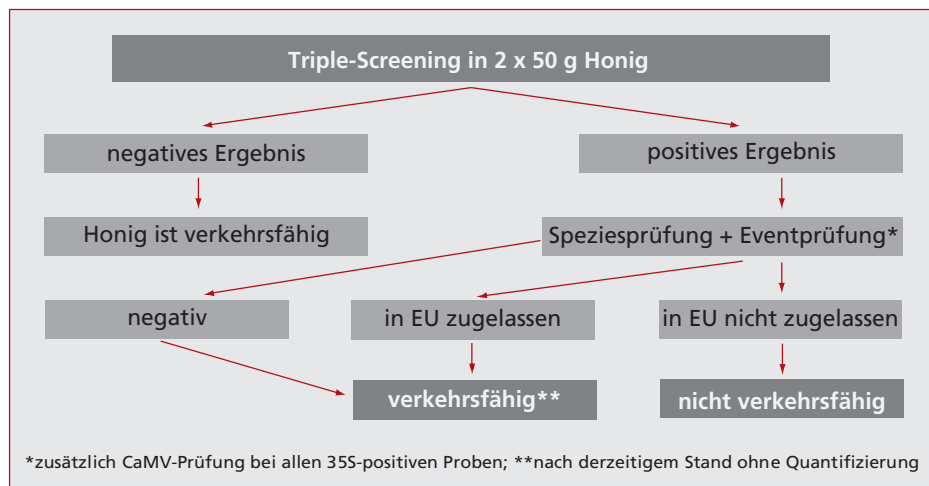 Triple-Screening in 2 x 50 g Honig
negatives Ergebnis
positives Ergebnis
Honig ist verkehrsfähig
Speziesprüfung + Eventprüfung*
negativ
in EU zugelassen
in EU nicht zugelassen
verkehrsfähig**
nicht verkehrsfähig
*zusätzlich CaMV-Prüfung bei allen 35S-positiven Proben; **nach derzeitigem Stand ohne Quantifizierung